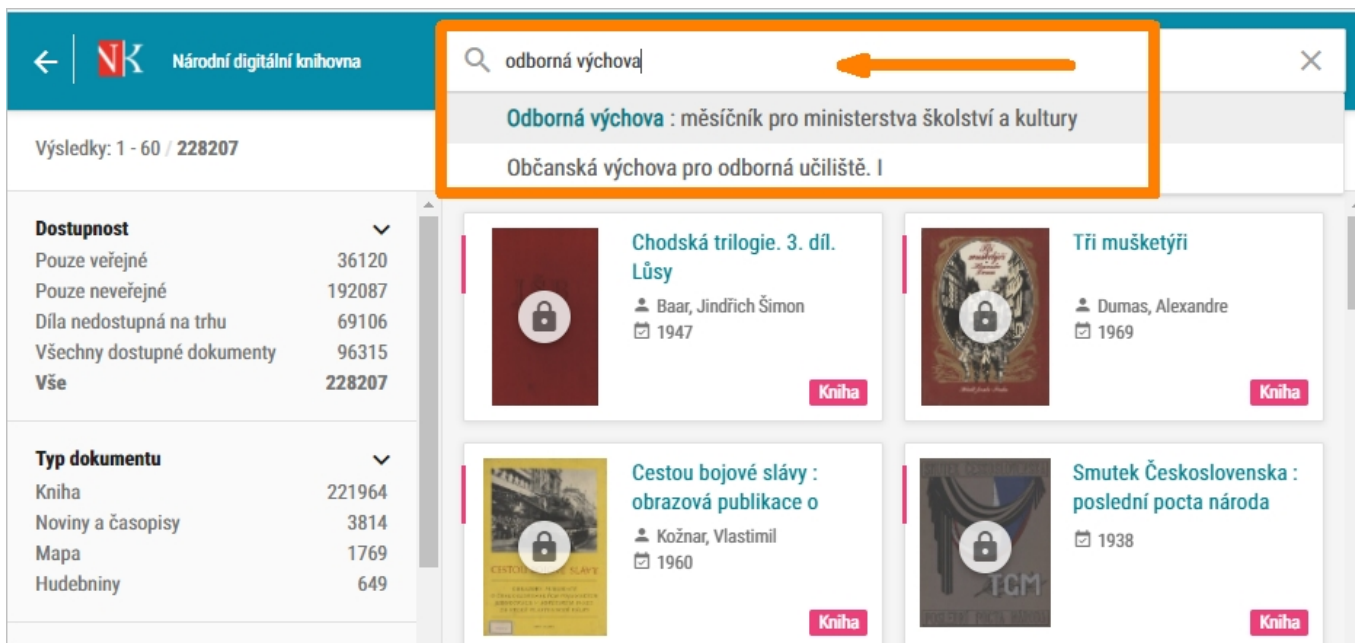 NK Národní digitální knihovna
odborná výchova
Odborná výchova : měsíčník pro ministerstva školství a kultury
Občanská výchova pro odborná učiliště. I
Výsledky: 1 - 60 / 228207
Dostupnost
Pouze veřejné 36120
Pouze neveřejné 192087
Díla nedostupná na trhu 69106
Všechny dostupné dokumenty 96315
Vše 228207
Typ dokumentu
Kniha 221964
Noviny a časopisy 3814
Mapa 1769
Hudebniny 649
Chodská trilogie. 3. díl.
Lůsy
Baar, Jindřich Šimon
1947
Kniha
Tři mušketýři
Dumas, Alexandre
1969
Kniha
Cestou bojové slávy :
obrazová publikace o
Kožnar, Vlastimil
1960
Kniha
Smutek Československa :
poslední pocta národa
1938
Kniha
TGM